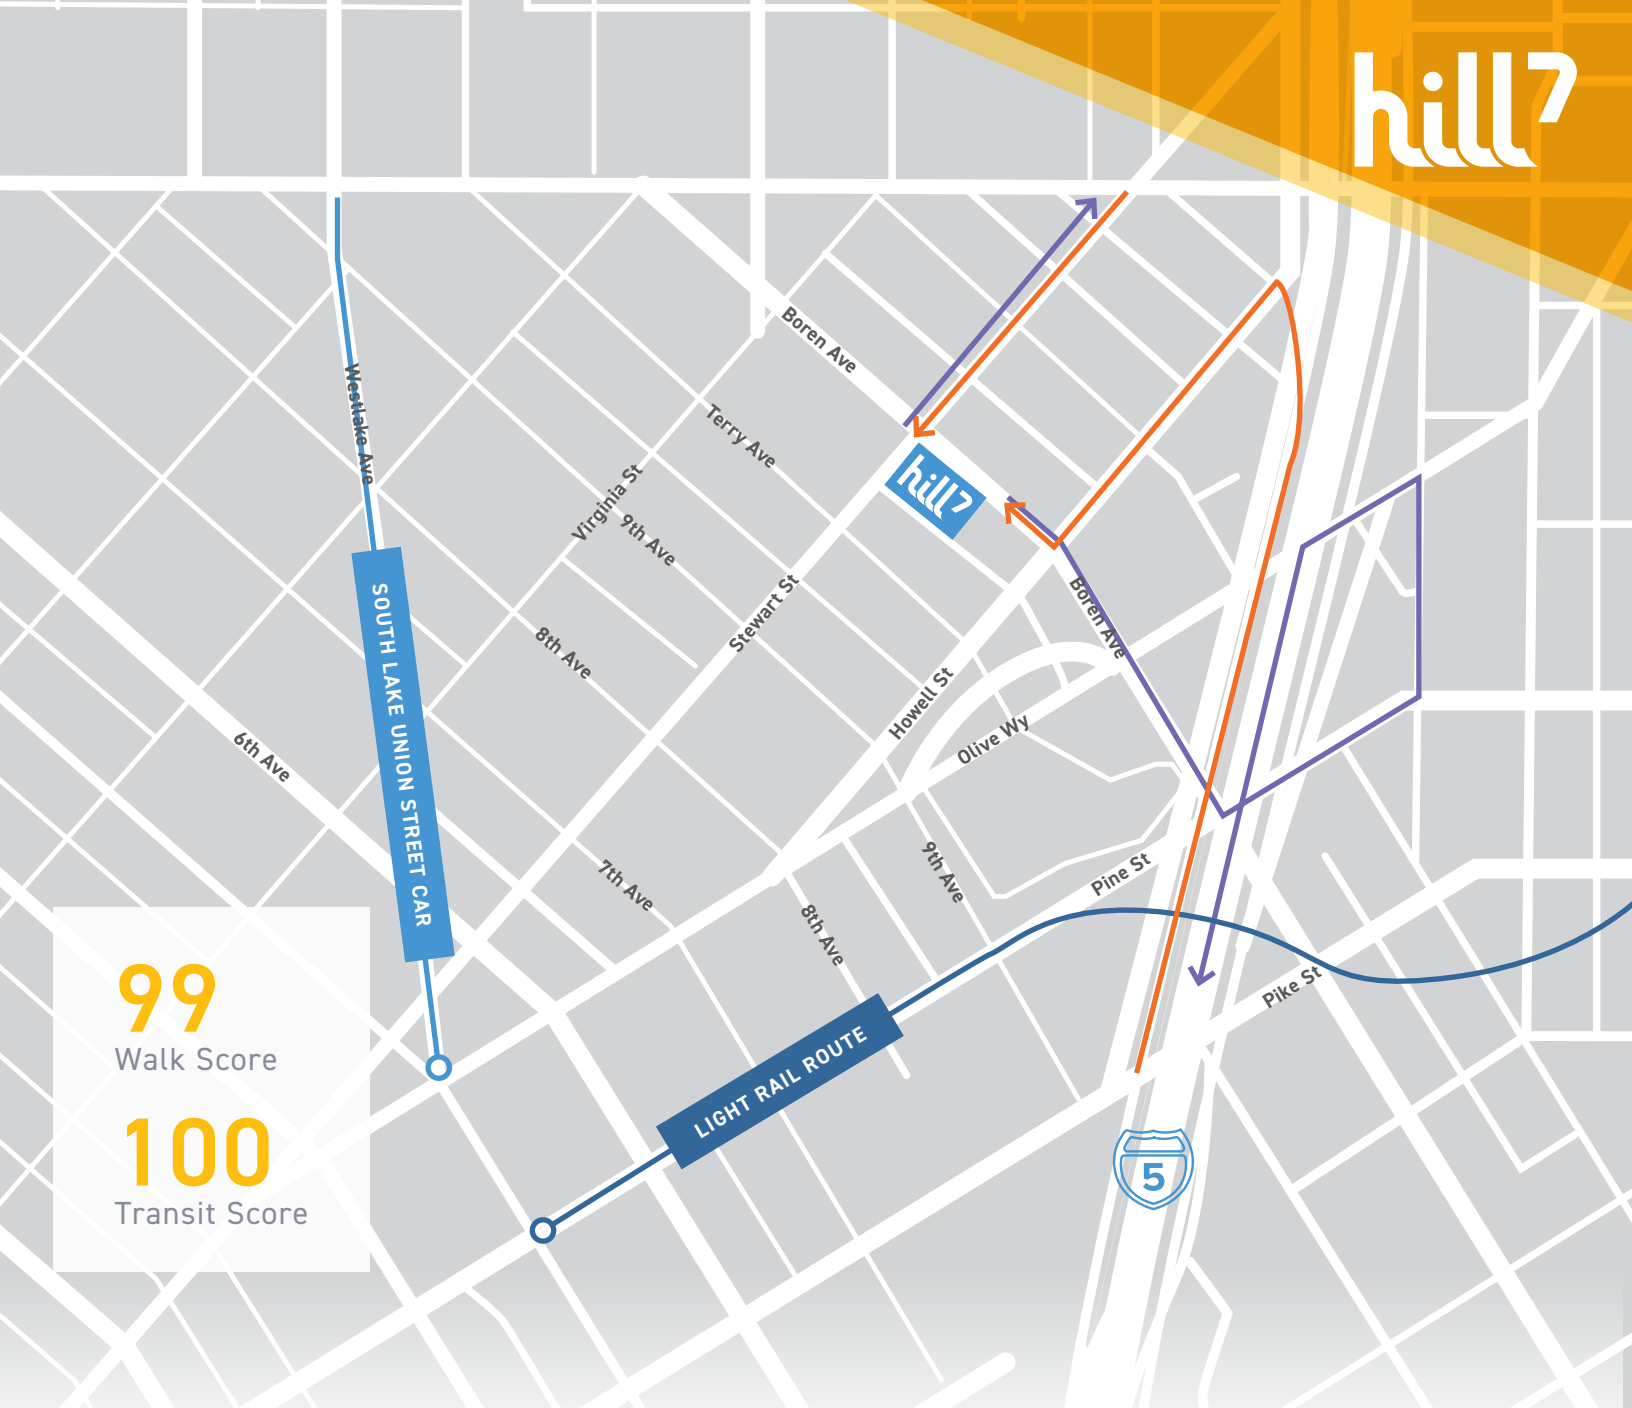 hill7
Boren Ave
Westlake Ave
Terry Ave
Virginia St
9th Ave
hill7
Stewart St
Boren Ave
8th Ave
SOUTH LAKE UNION STREET CAR
Howell St
Olive Wy
6th Ave
7th Ave
9th Ave
Pine St
8th Ave
Pike St
LIGHT RAIL ROUTE
99
Walk Score
100
Transit Score
5